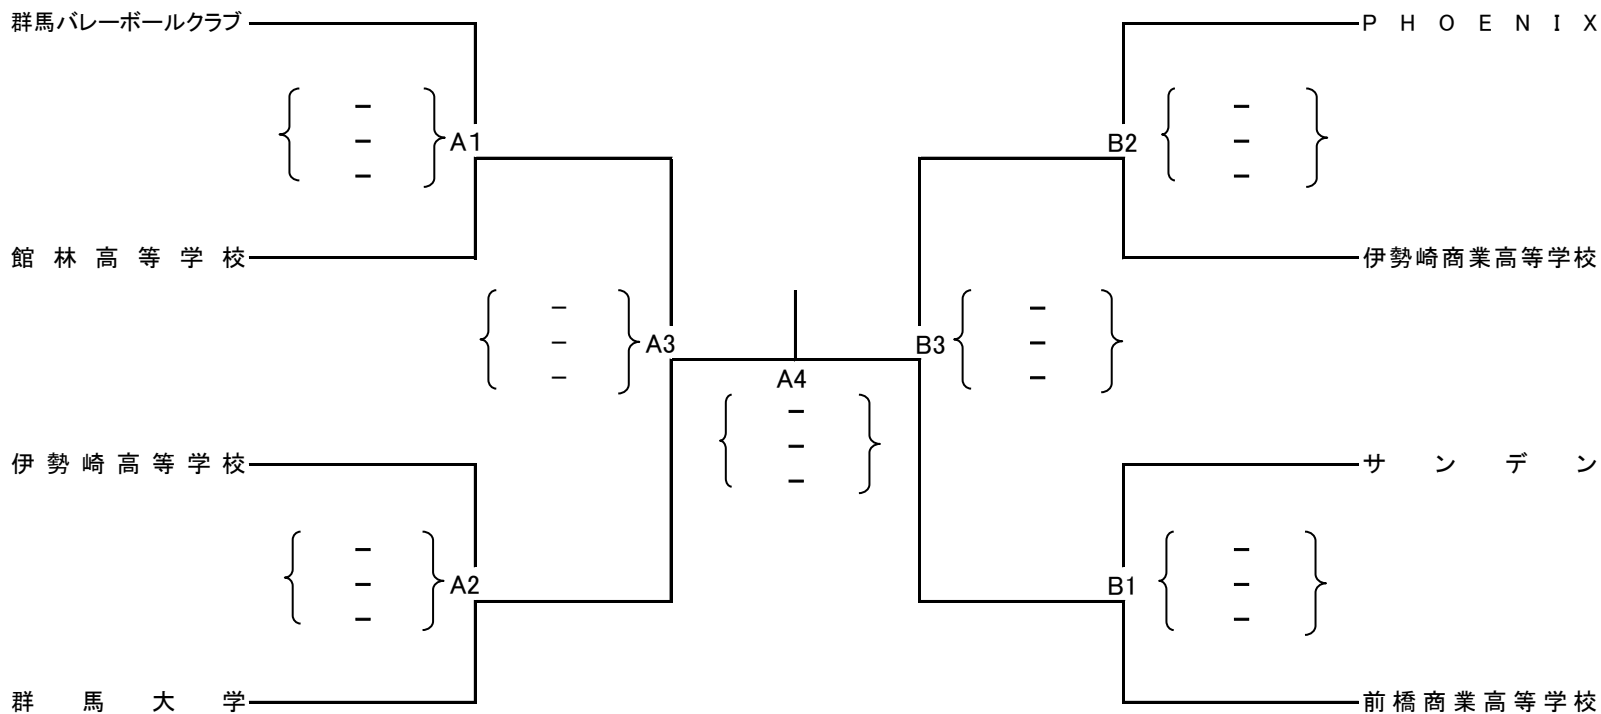 群馬バレーボールクラブ
PHOENIX
－ －
－ －
－ －
A1
B2
館林高等学校
伊勢崎商業高等学校
－ －
－ －
－ －
A3
B3
A4
－
－
－
伊勢崎高等学校
サンデン
－ －
－ －
－ －
A2
B1
群馬大学
前橋商業高等学校